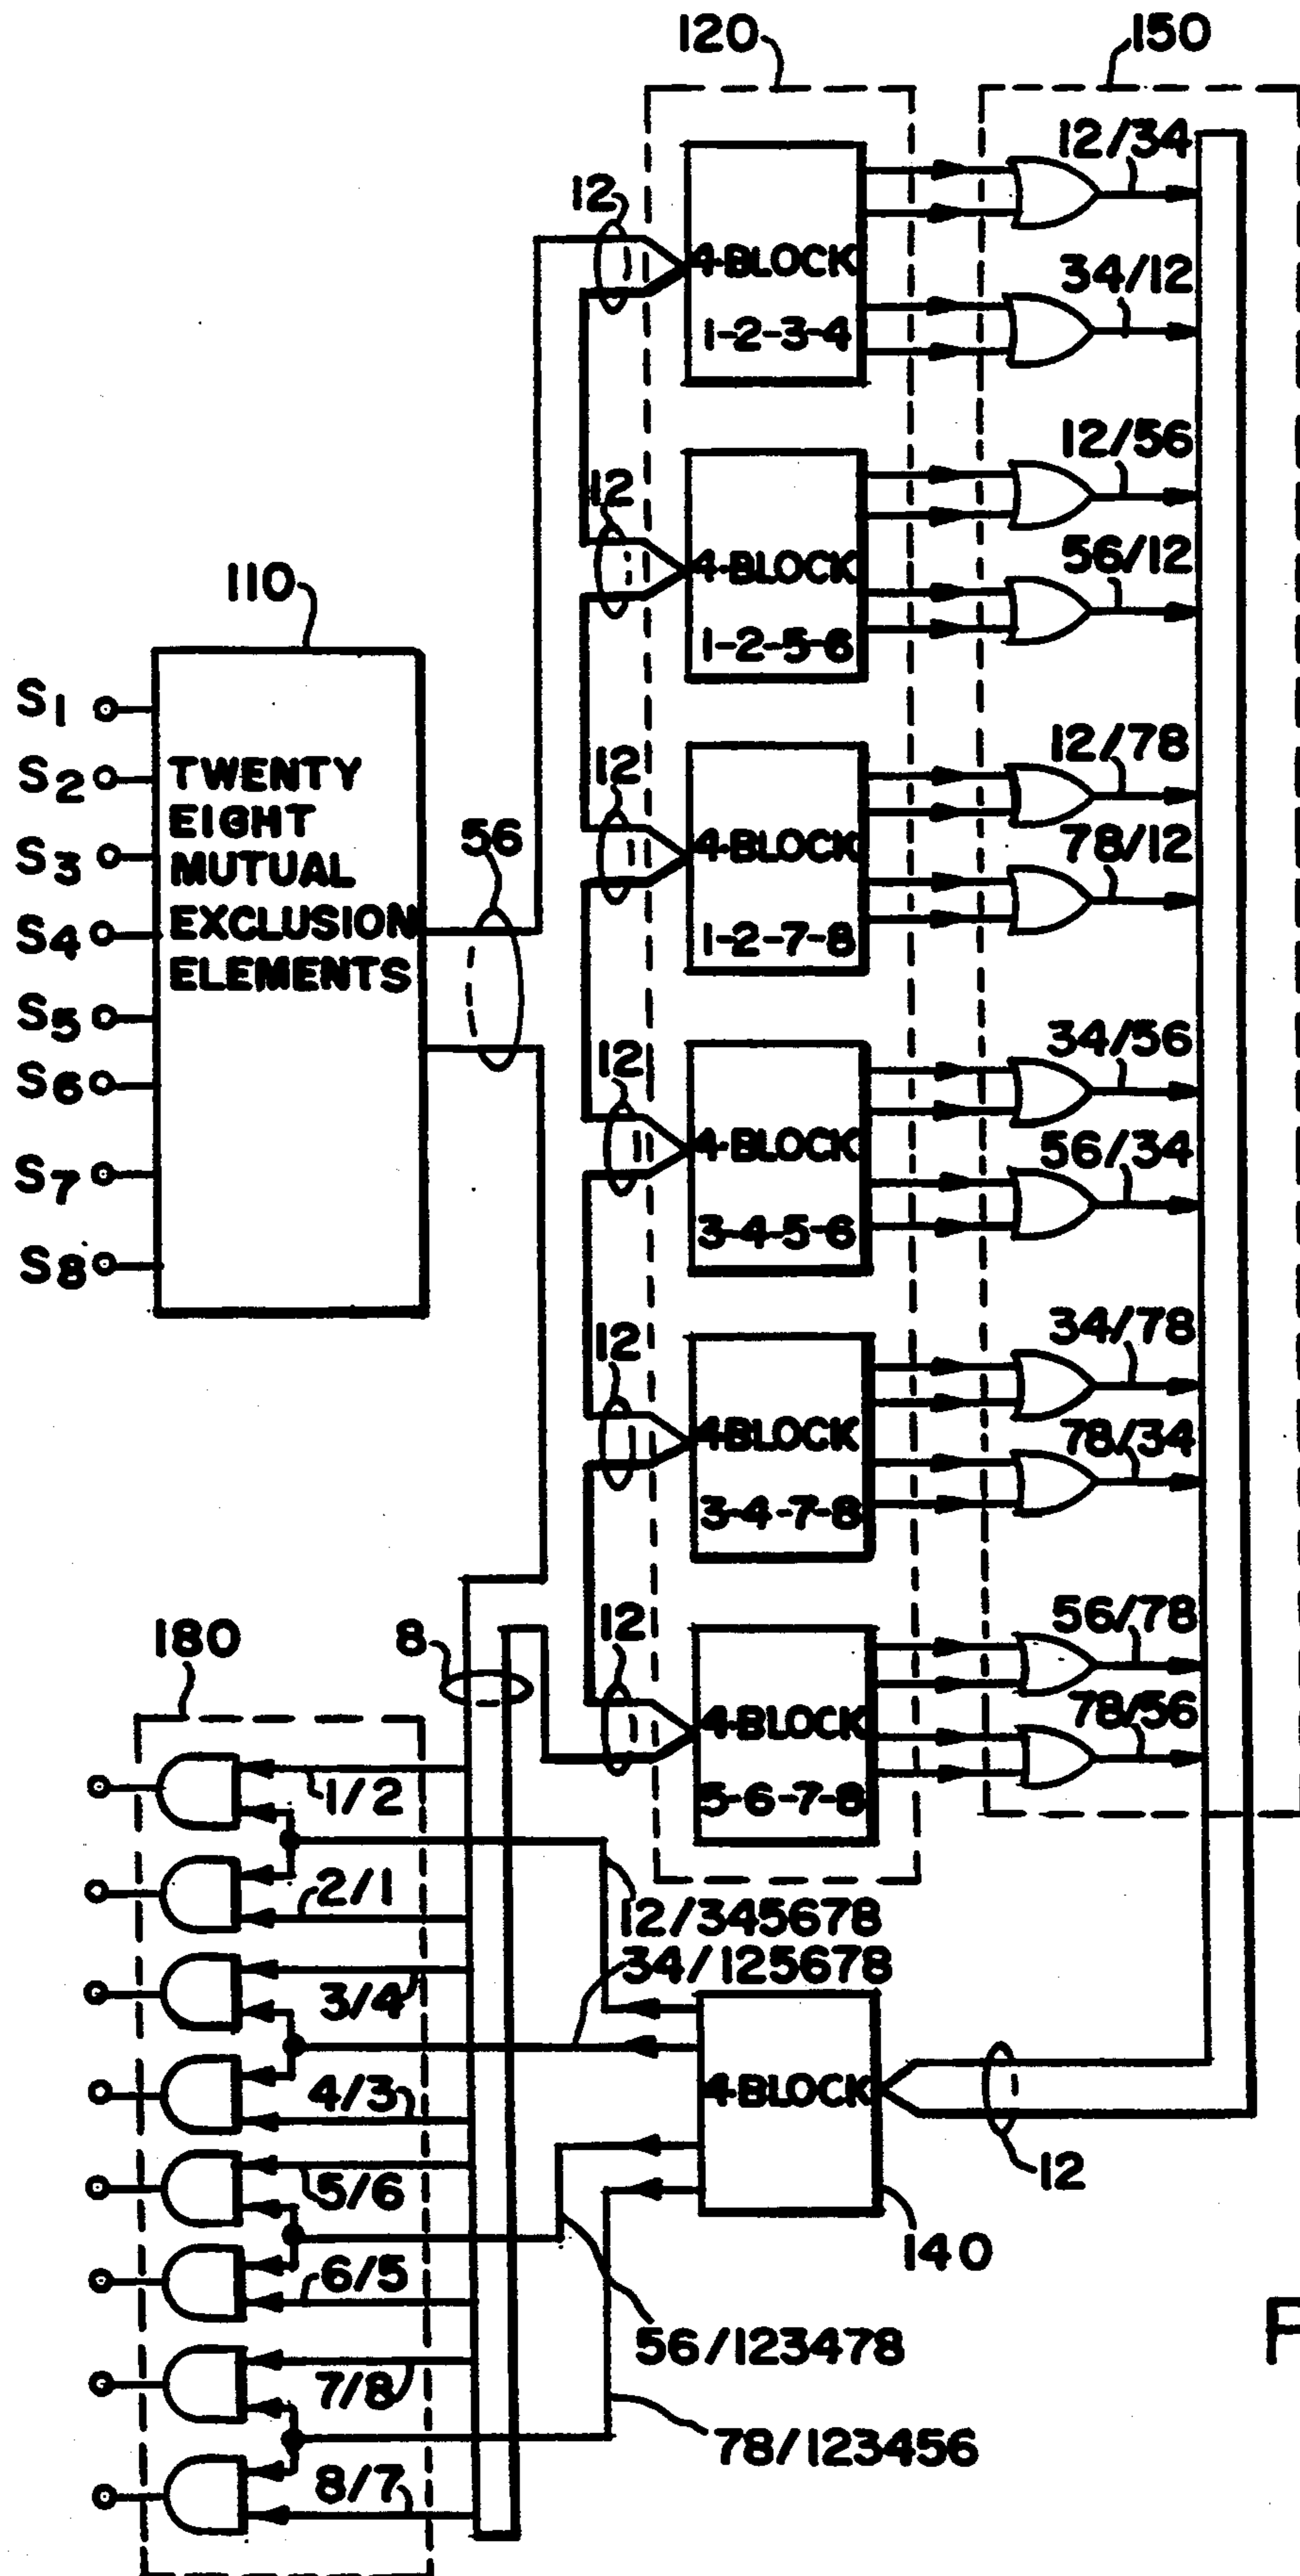 120
150
12/34
12
4-BLOCK
1-2-3-4
34/12
12/56
12
4-BLOCK
1-2-5-6
56/12
110
S1
S2
S3
S4
S5
S6
S7
S8
TWENTY
EIGHT
MUTUAL
EXCLUSION
ELEMENTS
56
12/78
12
4-BLOCK
1-2-7-8
78/12
34/56
12
4-BLOCK
3-4-5-6
56/34
34/78
12
4-BLOCK
3-4-7-8
78/34
56/78
12
4-BLOCK
5-6-7-8
78/56
180
8
1/2
2/1
3/4
4/3
5/6
6/5
7/8
8/7
12/345678
34/125678
4-BLOCK
12
140
56/123478
78/123456
F